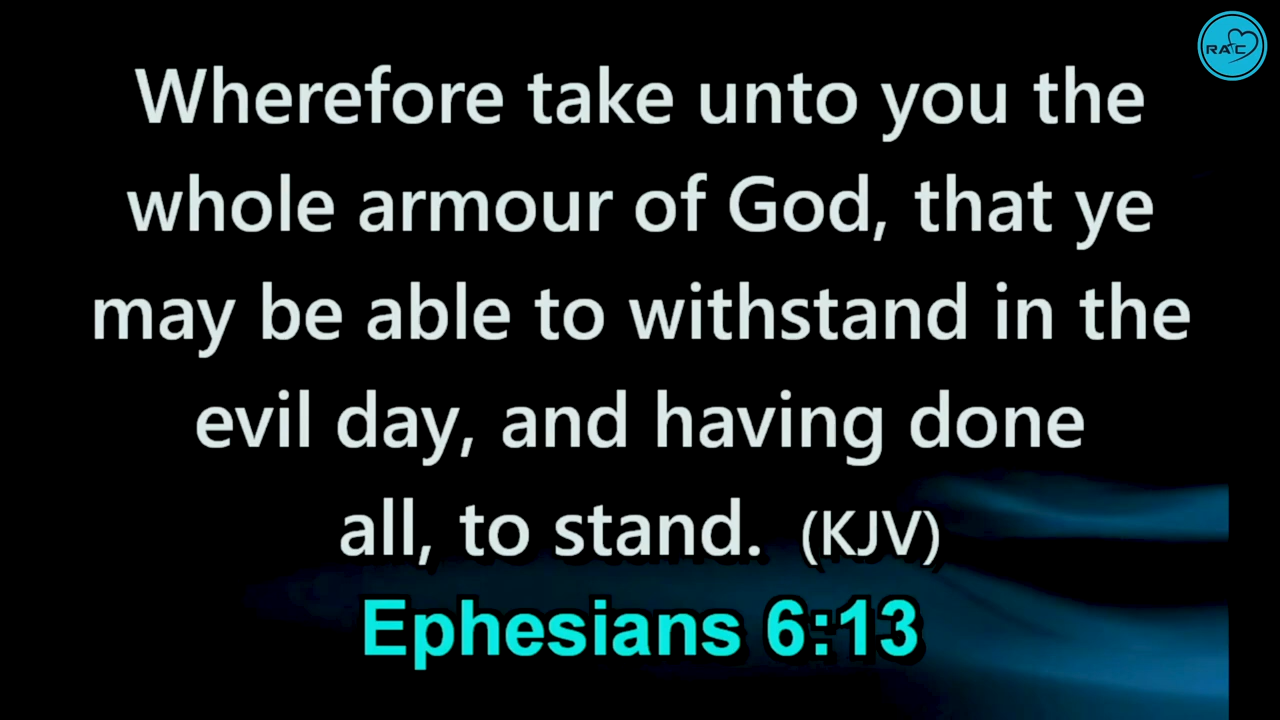 RAC
Wherefore take unto you the
whole armour of God, that ye
may be able to withstand in the
evil day, and having done
all, to stand. (KJV)
Ephesians 6:13